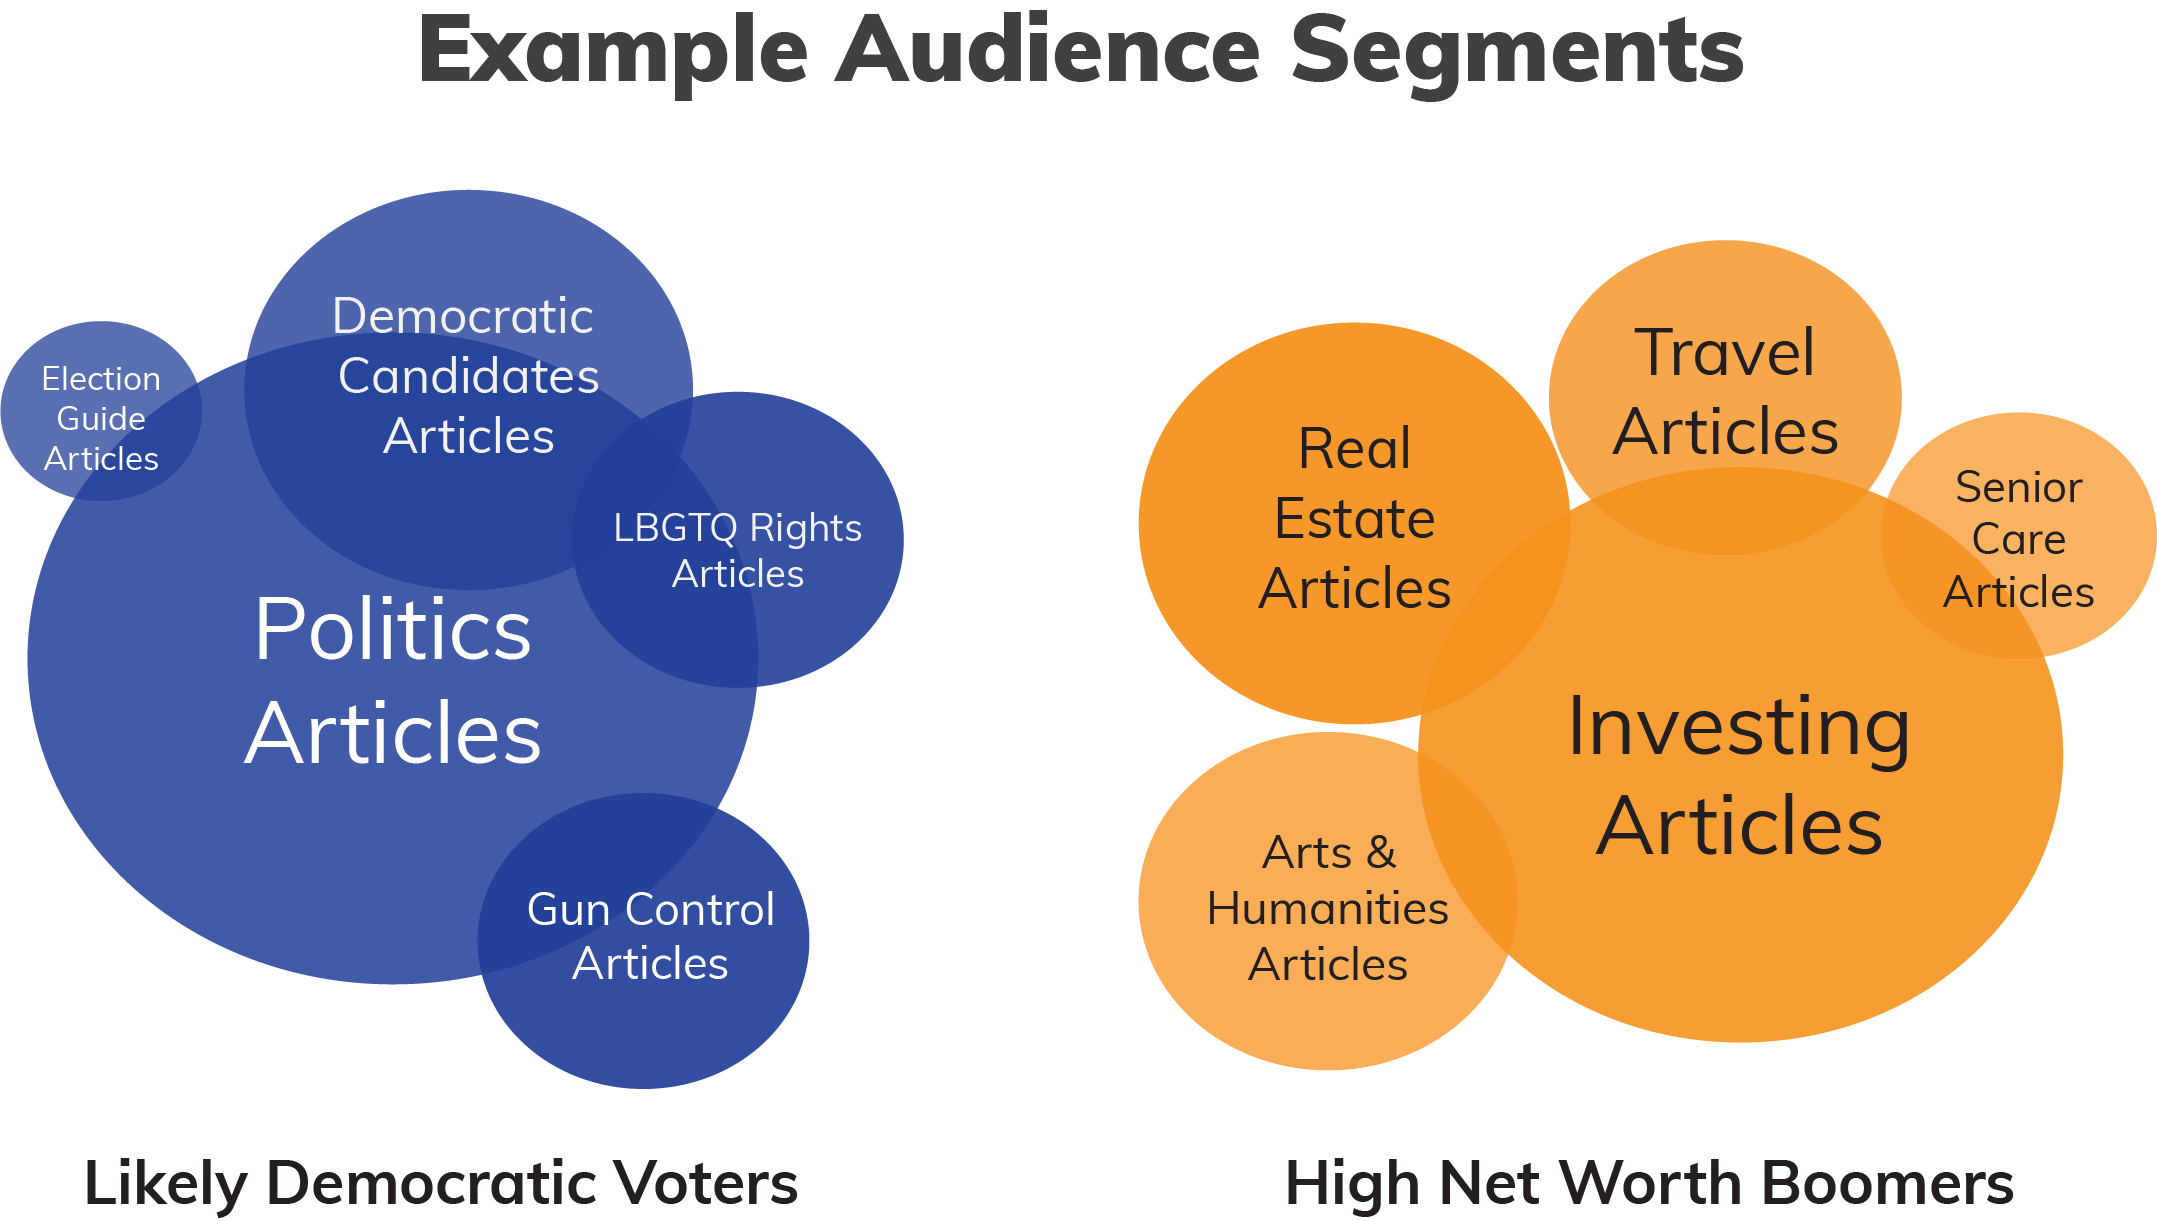 Example Audience Segments
Election
Guide
Articles
Democratic
Candidates
Articles
LBGTQ Rights
Articles
Politics
Articles
Gun Control
Articles
Likely Democratic Voters
Real
Estate
Articles
Travel
Articles
Senior
Care
Articles
Investing
Articles
Arts &
Humanities
Articles
High Net Worth Boomers